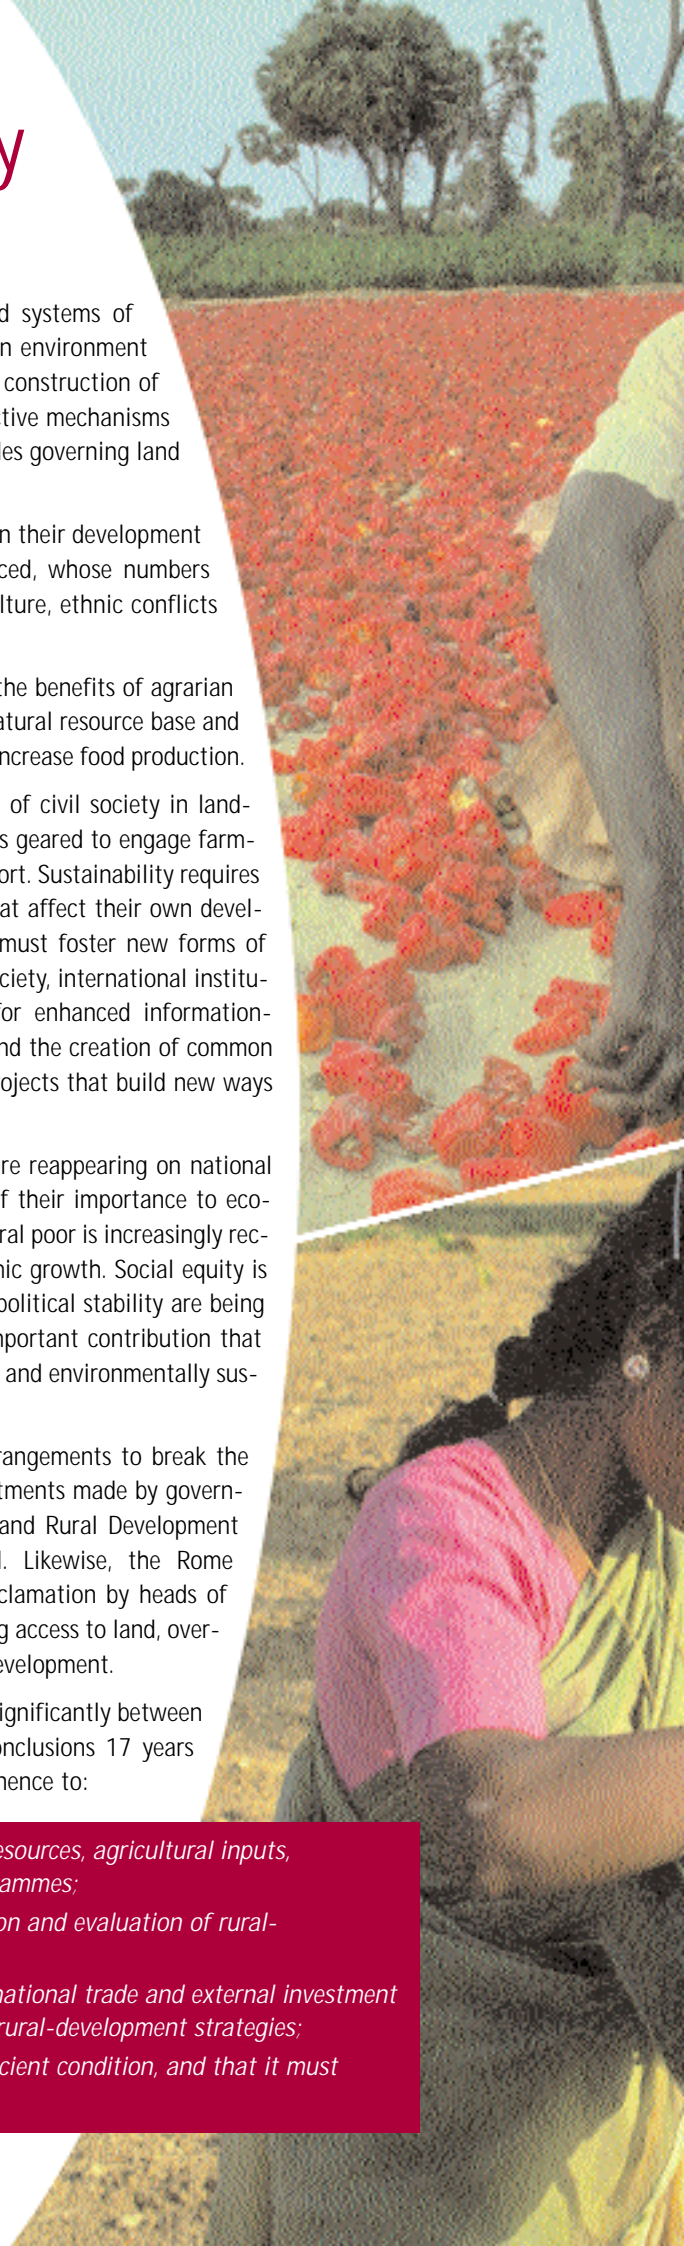 y
d systems of
n environment
construction of
ctive mechanisms
les governing land
n their development
ced, whose numbers
lture, ethnic conflicts
the benefits of agrarian
atural resource base and
ncrease food production.
of civil society in land-
s geared to engage farm-
ort. Sustainability requires
at affect their own devel-
must foster new forms of
ciety, international institu-
for enhanced information-
nd the creation of common
rojects that build new ways
re reappearing on national
f their importance to eco-
ral poor is increasingly rec-
nic growth. Social equity is
political stability are being
mportant contribution that
and environmentally sus-
rangements to break the
tments made by govern-
and Rural Development
l. Likewise, the Rome
clamation by heads of
g access to land, over-
evelopment.
ignificantly between
onclusions 17 years
nence to:
esources, agricultural inputs,
ammes;
on and evaluation of rural-
national trade and external investment
rural-development strategies;
cient condition, and that it must